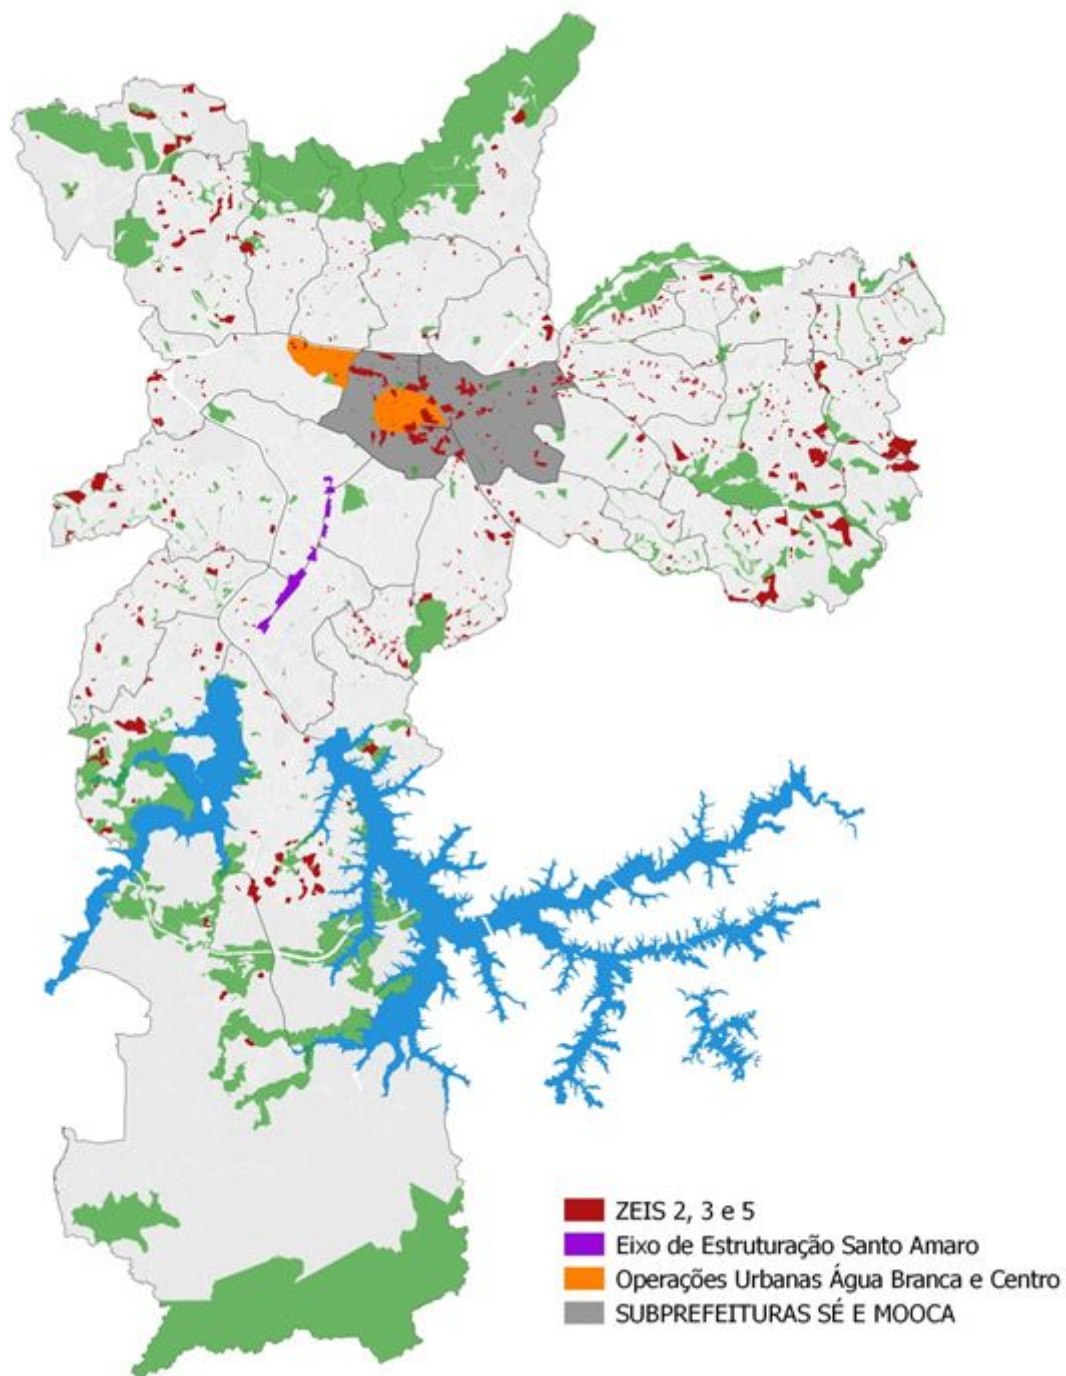 ZEIS 2, 3 e 5
Eixo de Estruturação Santo Amaro
Operações Urbanas Água Branca e Centro
SUBPREFEITURAS SÉ E MOOCA